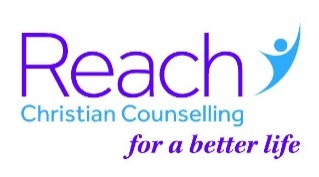 Reach
Christian Counselling
for a better life